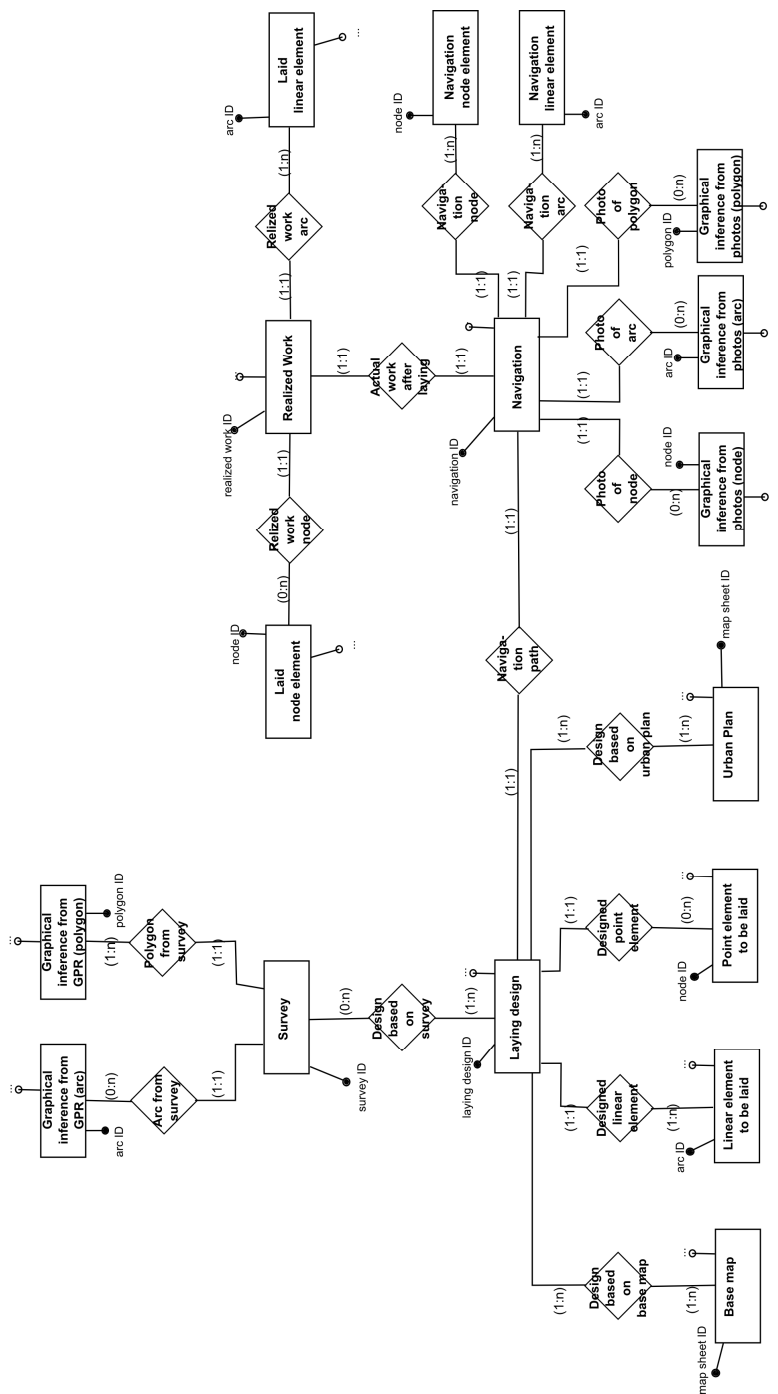 ...
Graphical
inference from
GPR (arc)
arc ID
(0:n)
Arc from
survey
(1:1)
...
Graphical
inference from
GPR (polygon)
polygon ID
(1:n)
Polygon
from
survey
(1:1)
Survey
survey ID
(0:n)
Design
based
on
survey
(1:n)
...
Laying design
laying design ID
(1:n)
Design
based
on
base map
(1:n)
...
Base map
map sheet ID
(1:1)
Designed
linear
element
(1:n)
...
Linear element
to be laid
arc ID
(1:1)
Designed
point
element
(0:n)
...
Point element
to be laid
node ID
(1:n)
Design
based
on
urban plan
(1:n)
...
Urban Plan
map sheet ID
(1:1)
Naviga-
tion
path
(1:1)
node ID
Laid
node element
...
(0:n)
Relized
work
node
(1:1)
realized work ID
Realized Work
(1:1)
Relized
work
arc
(1:n)
arc ID
Laid
linear element
...
(1:1)
Actual
work
after
laying
(1:1)
navigation ID
Navigation
(1:1)
Naviga-
tion
node
(1:n)
node ID
Navigation
node element
(1:1)
Naviga-
tion
arc
(1:n)
Navigation
linear element
arc ID
(1:1)
Photo
of
node
(0:n)
node ID
Graphical
inference from
photos (node)
(1:1)
Photo
of
arc
(0:n)
arc ID
Graphical
inference from
photos (arc)
(1:1)
Photo
of
polygon
(0:n)
polygon ID
Graphical
inference from
photos (polygon)